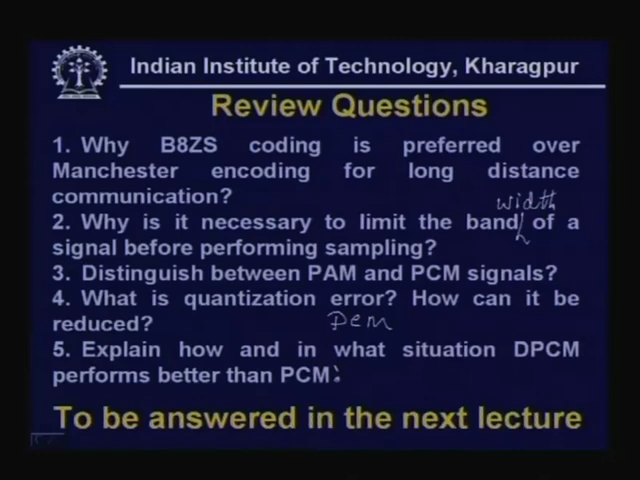 Indian Institute of Technology, Kharagpur
Review Questions
1. Why B8ZS coding is preferred over
Manchester encoding for long distance
communication?
width
2. Why is it necessary to limit the band of a
signal before performing sampling?
3. Distinguish between PAM and PCM signals?
4. What is quantization error? How can it be
reduced?
Pem
5. Explain how and in what situation DPCM
performs better than PCM
To be answered in the next lecture